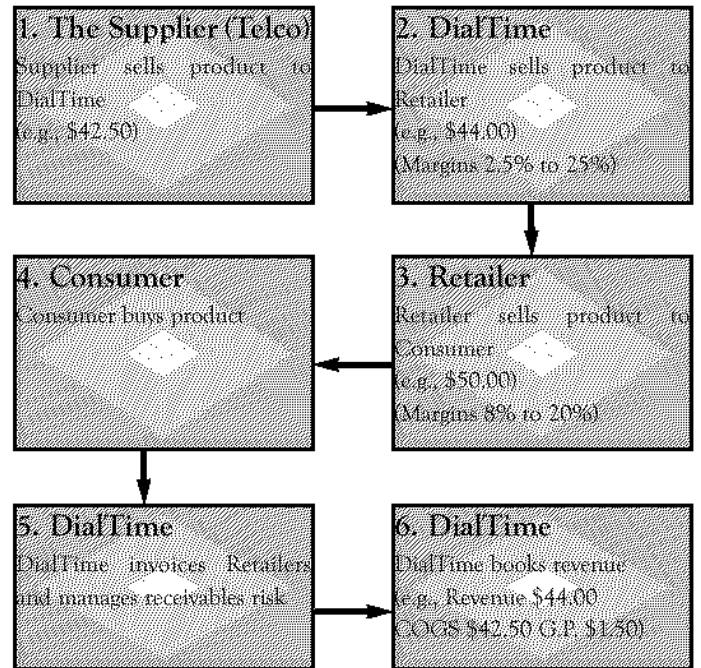 1. The Supplier (Telco)
Supplier sells product to
DialTime
(e.g., $42.50)
2. DialTime
DialTime sells product to
Retailer
(e.g., $44.00)
(Margins 2.5% to 25%)
3. Retailer
Retailer sells product to
Consumer
(e.g., $50.00)
(Margins 8% to 20%)
4. Consumer
Consumer buys product
5. DialTime
DialTime invoices Retailers
and manages receivables risk
6. DialTime
DialTime books revenue
(e.g., Revenue $44.00
COGS $42.50 G.P. $1.50)